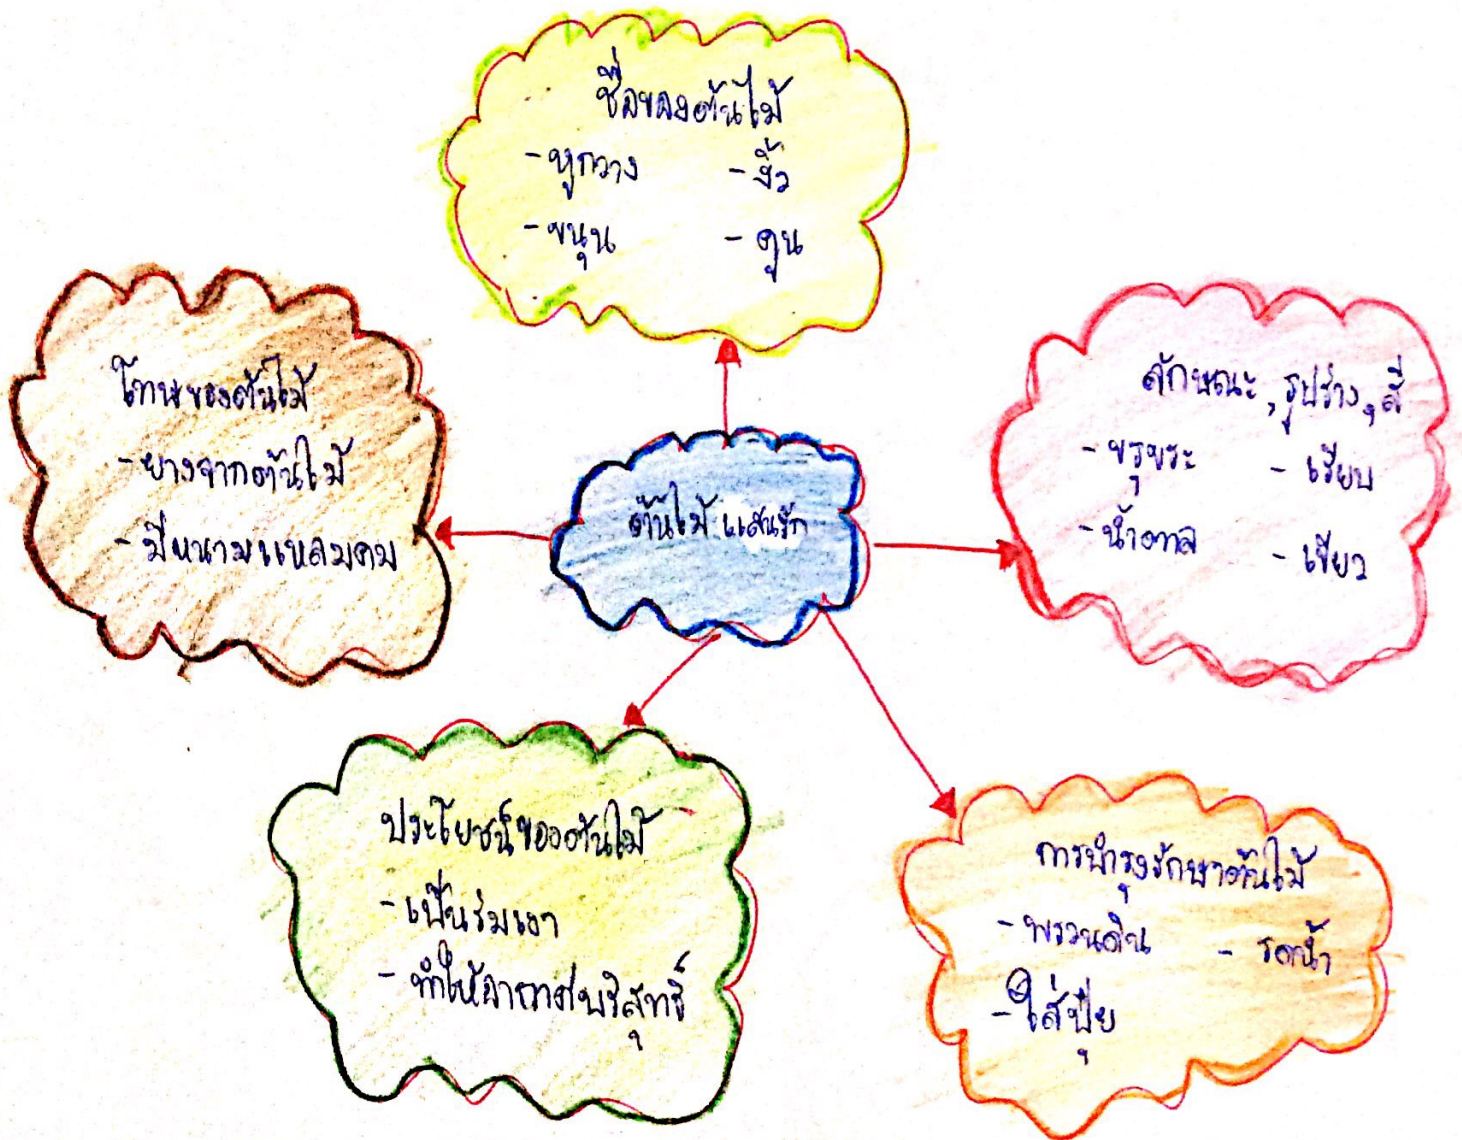 ชื่อของต้นไม้
- หูกวาง - งิ้ว
- ขนุน - คูน
โทษของต้นไม้
- ยางจากต้นไม้
- มีหนามแหลมคม
ต้นไม้ แสนรัก
ลักษณะ, รูปร่าง, สี
- ขรุขระ - เรียบ
- น้ำตาล - เขียว
ประโยชน์ของต้นไม้
- เป็นร่มเงา
- ทำให้อากาศบริสุทธิ์
การบำรุงรักษาต้นไม้
- พรวนดิน - รดน้ำ
- ใส่ปุ๋ย